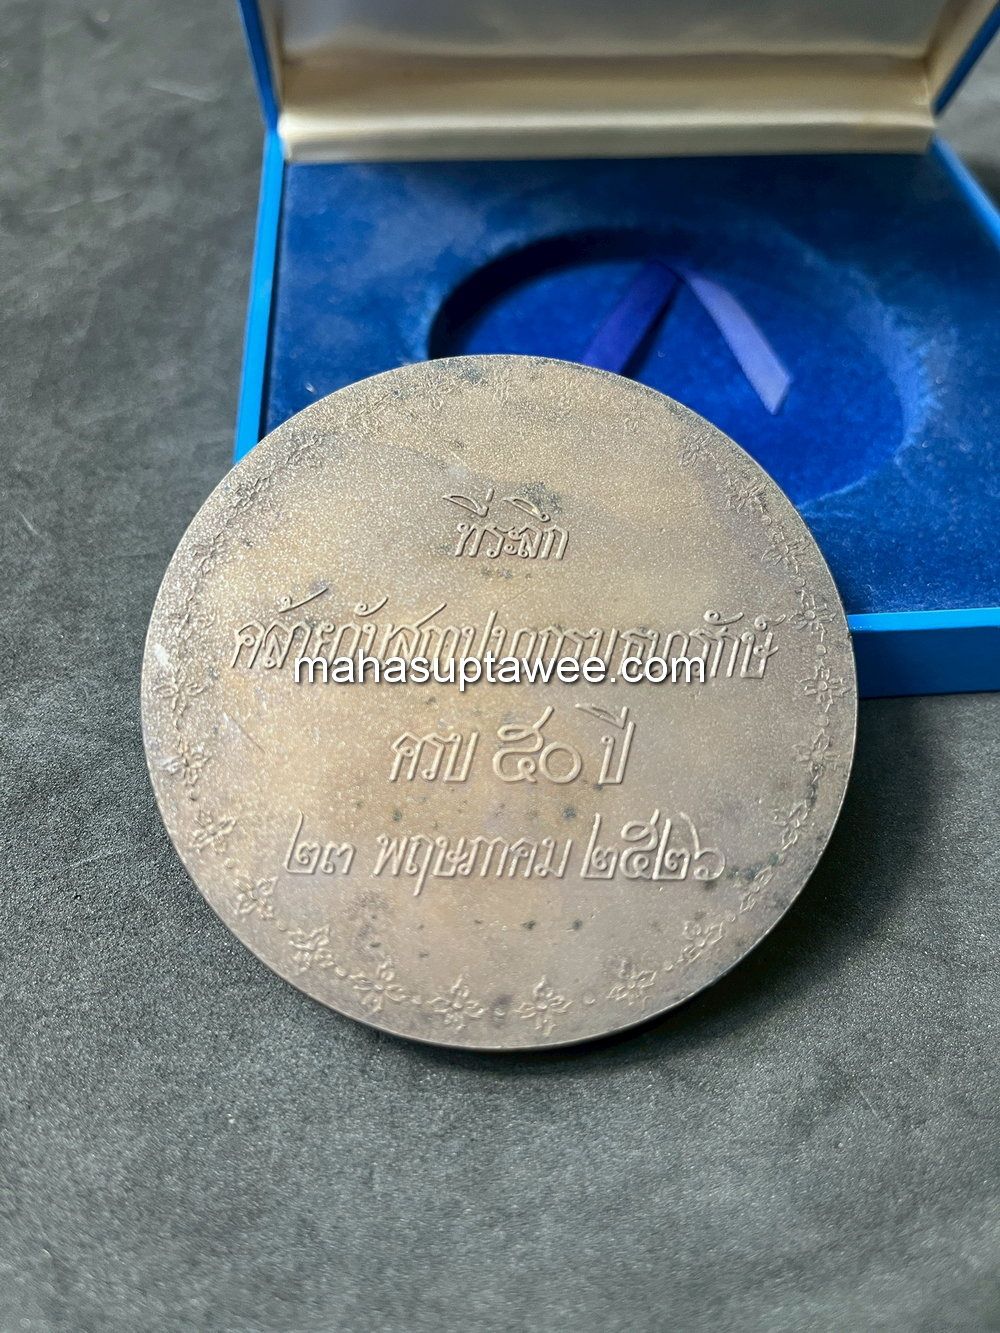 ที่ระลึก
คล้ายวันสถาปนากรมธนารักษ์
mahasuptawee.com
ครบ ๕๐ ปี
๒๓ พฤษภาคม ๒๕๒๖